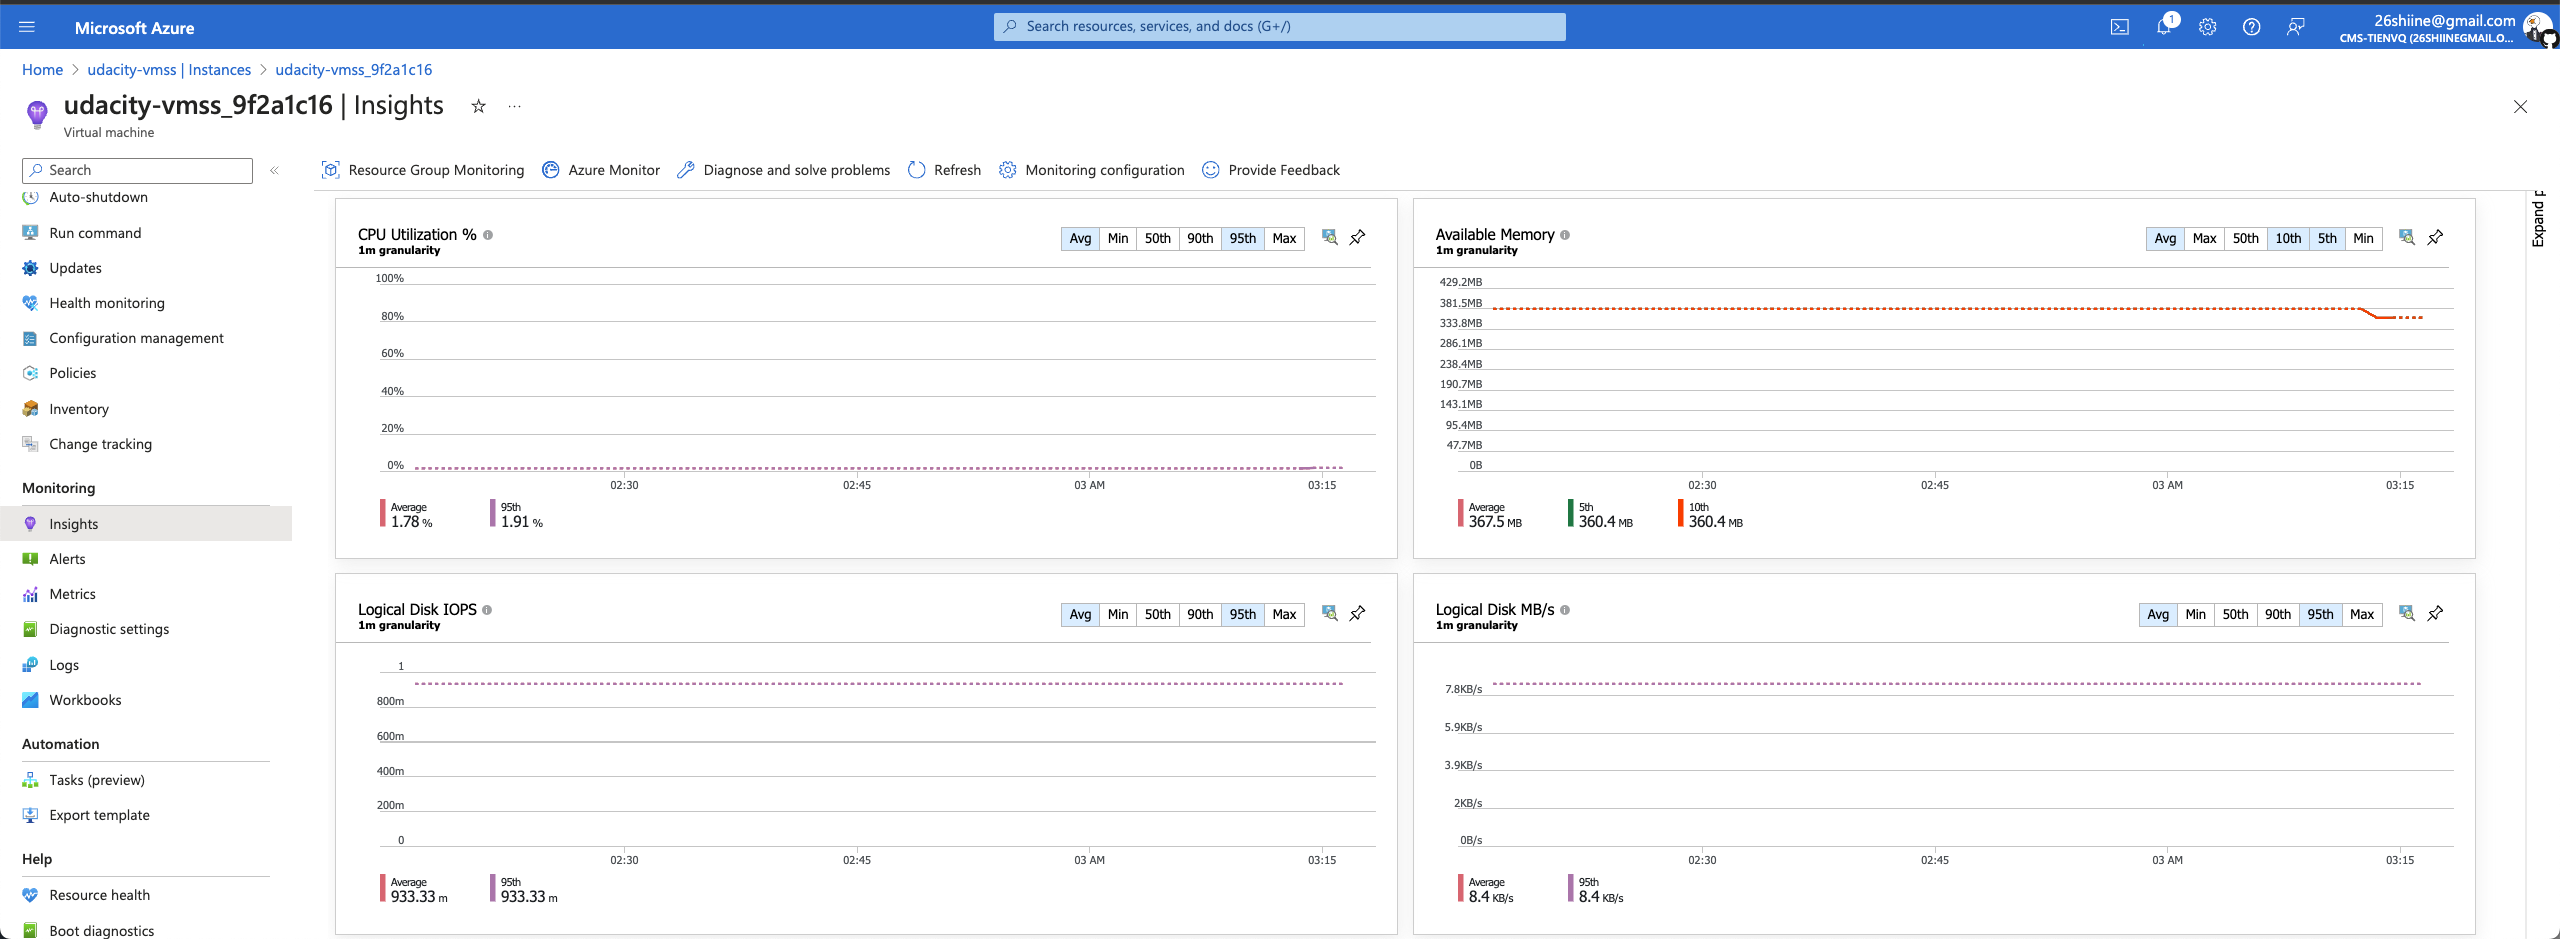 Microsoft Azure
Search resources, services, and docs (G+/)
1
26shiine@gmail.com
CMS-TIENVQ (26SHIINEGMAIL.O...
Home > udacity-vmss | Instances > udacity-vmss_9f2a1c16
udacity-vmss_9f2a1c16 | Insights
Virtual machine
Search
Auto-shutdown
Run command
Updates
Health monitoring
Configuration management
Policies
Inventory
Change tracking
Monitoring
Insights
Alerts
Metrics
Diagnostic settings
Logs
Workbooks
Automation
Tasks (preview)
Export template
Help
Resource health
Boot diagnostics
Resource Group Monitoring Azure Monitor Diagnose and solve problems Refresh Monitoring configuration Provide Feedback
CPU Utilization %
1m granularity
Avg Min 50th 90th 95th Max
100%
80%
60%
40%
20%
0%
02:30 02:45 03 AM 03:15
Average 95th
1.78 % 1.91 %
Available Memory
1m granularity
Avg Max 50th 10th 5th Min
429.2MB
381.5MB
333.8MB
286.1MB
238.4MB
190.7MB
143.1MB
95.4MB
47.7MB
0B
02:30 02:45 03 AM 03:15
Average 5th 10th
367.5 MB 360.4 MB 360.4 MB
Logical Disk IOPS
1m granularity
Avg Min 50th 90th 95th Max
1
800m
600m
400m
200m
0
02:30 02:45 03 AM 03:15
Average 95th
933.33 m 933.33 m
Logical Disk MB/s
1m granularity
Avg Min 50th 90th 95th Max
7.8KB/s
5.9KB/s
3.9KB/s
2KB/s
0B/s
02:30 02:45 03 AM 03:15
Average 95th
8.4 KB/s 8.4 KB/s
Expand